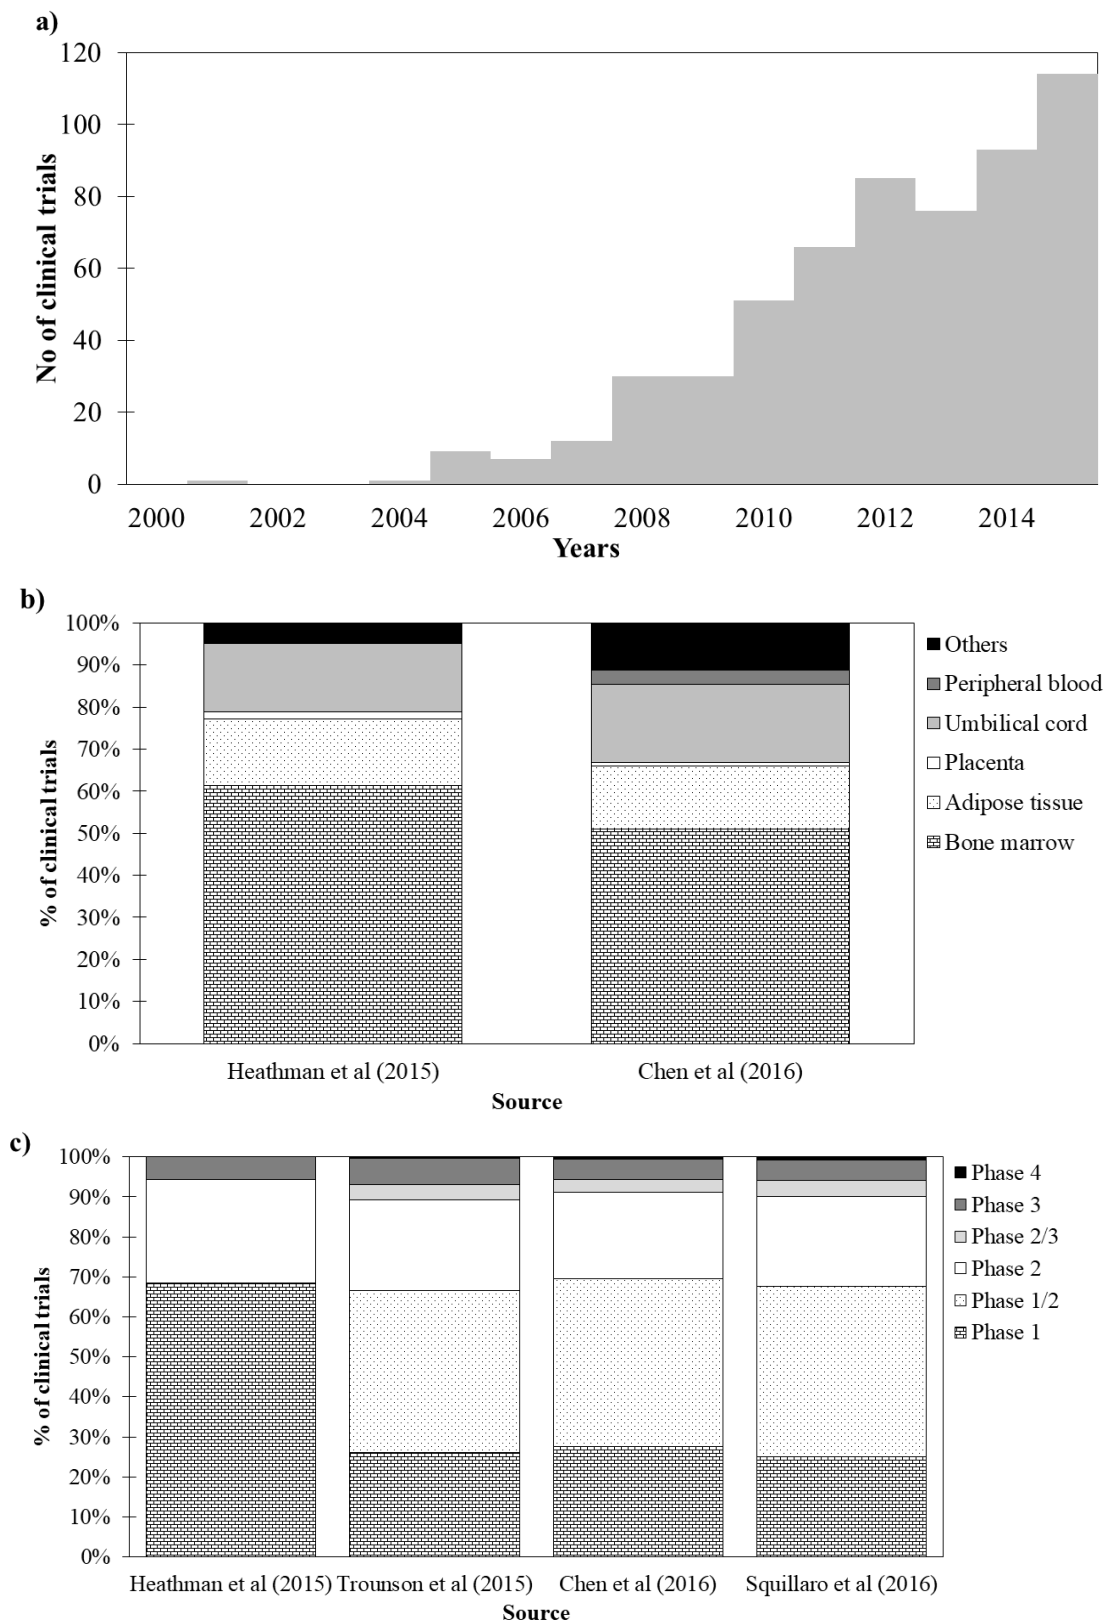 a)
No of clinical trials
120
100
80
60
40
20
0
2000 2002 2004 2006 2008 2010 2012 2014
Years
b)
% of clinical trials
100%
90%
80%
70%
60%
50%
40%
30%
20%
10%
0%
Others
Peripheral blood
Umbilical cord
Placenta
Adipose tissue
Bone marrow
Heathman et al (2015) Chen et al (2016)
Source
c)
% of clinical trials
100%
90%
80%
70%
60%
50%
40%
30%
20%
10%
0%
Phase 4
Phase 3
Phase 2/3
Phase 2
Phase 1/2
Phase 1
Heathman et al (2015) Trounson et al (2015) Chen et al (2016) Squillaro et al (2016)
Source